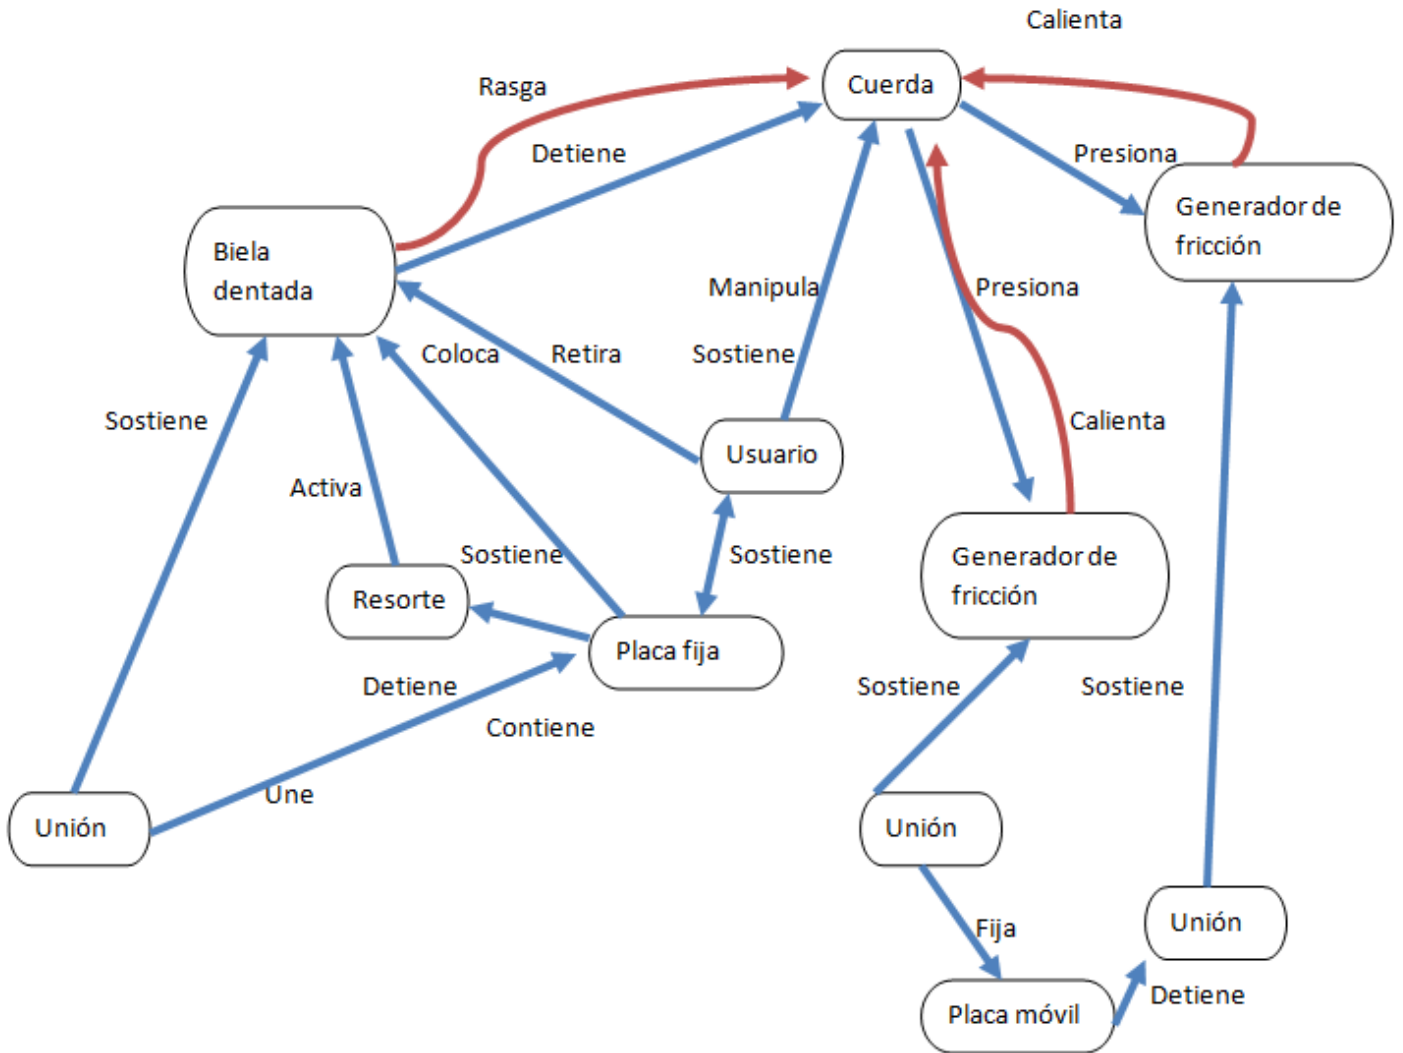 Calienta
Rasga
Cuerda
Detiene
Presiona
Generador de
fricción
Biela
dentada
Manipula
Presiona
Coloca
Retira
Sostiene
Sostiene
Calienta
Usuario
Activa
Sostiene
Sostiene
Generador de
fricción
Resorte
Placa fija
Detiene
Sostiene
Sostiene
Contiene
Une
Unión
Unión
Fija
Unión
Detiene
Placa móvil